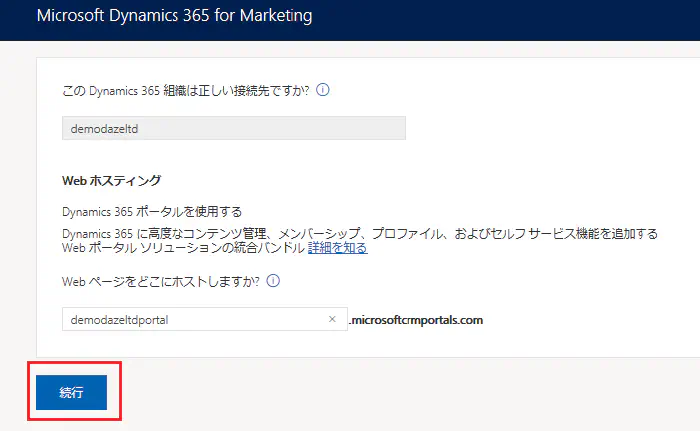 Microsoft Dynamics 365 for Marketing
この Dynamics 365 組織は正しい接続先ですか?
demodazeltd
Web ホスティング
Dynamics 365 ポータルを使用する
Dynamics 365 に高度なコンテンツ管理、メンバーシップ、プロファイル、およびセルフ サービス機能を追加する
Web ポータル ソリューションの統合バンドル 詳細を知る
Web ページをどこにホストしますか?
demodazeltdportal × .microsoftcrmportals.com
続行